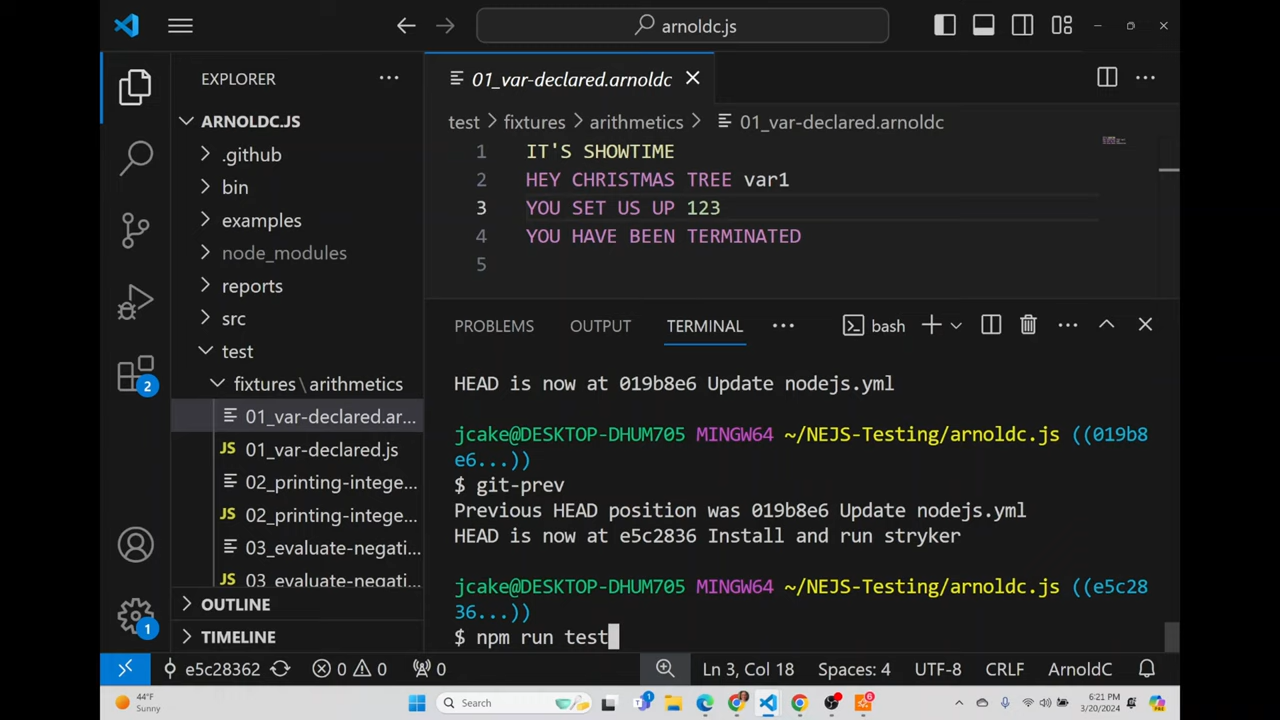 arnoldc.js
EXPLORER
ARNOLDC.JS
.github
bin
examples
node_modules
reports
src
test
fixtures\arithmetics
01_var-declared.ar...
JS 01_var-declared.js
02_printing-intege...
JS 02_printing-intege...
03_evaluate-negati...
JS 03_evaluate-negati...
OUTLINE
TIMELINE
2
1
01_var-declared.arnoldc
test > fixtures > arithmetics > 01_var-declared.arnoldc
1 IT'S SHOWTIME
2 HEY CHRISTMAS TREE var1
3 YOU SET US UP 123
4 YOU HAVE BEEN TERMINATED
5
PROBLEMS OUTPUT TERMINAL ... bash
HEAD is now at 019b8e6 Update nodejs.yml
jcake@DESKTOP-DHUM705 MINGW64 ~/NEJS-Testing/arnoldc.js ((019b8
e6...))
$ git-prev
Previous HEAD position was 019b8e6 Update nodejs.yml
HEAD is now at e5c2836 Install and run stryker
jcake@DESKTOP-DHUM705 MINGW64 ~/NEJS-Testing/arnoldc.js ((e5c28
36...))
$ npm run test
e5c28362 0 0 0 Ln 3, Col 18 Spaces: 4 UTF-8 CRLF ArnoldC
44°F
Sunny
Search
1
6
6:21 PM
3/20/2024